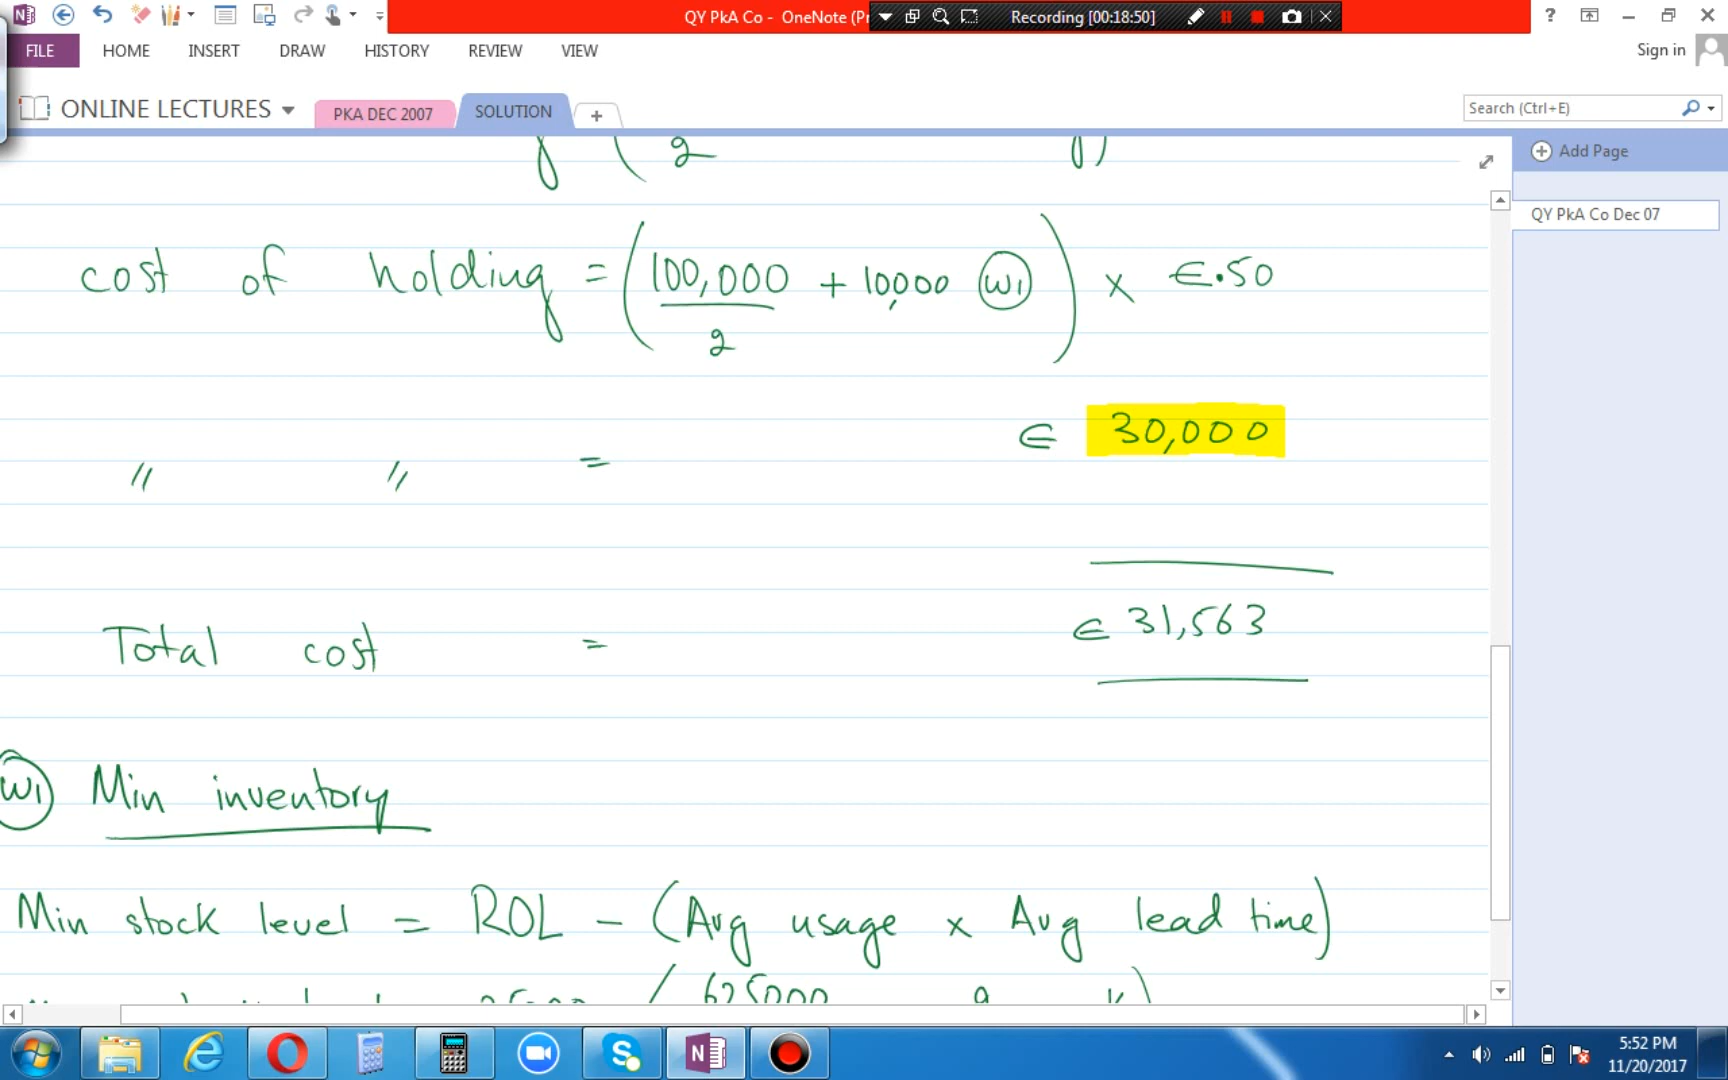 QY PkA Co - OneNote (Pr
Recording [00:18:50]
FILE HOME INSERT DRAW HISTORY REVIEW VIEW
Sign in
ONLINE LECTURES PKA DEC 2007 SOLUTION
Search (Ctrl+E)
Add Page
QY PkA Co Dec 07
2
cost of holding = ( 100,000 / 2 + 10,000 (W1) ) × €.50
" " = € 30,000
Total cost = € 31,563
(W1) Min inventory
Min stock level = ROL - (Avg usage x Avg lead time)
625000
5:52 PM
11/20/2017